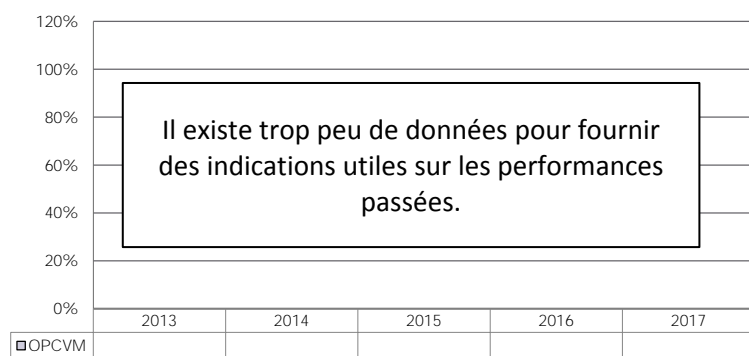 120%
100%
80%
60%
40%
20%
0%
Il existe trop peu de données pour fournir
des indications utiles sur les performances
passées.
2013 2014 2015 2016 2017
OPCVM